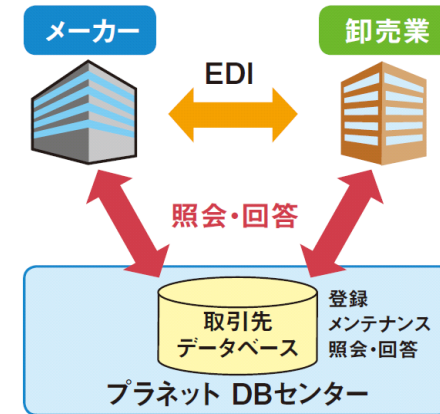 メーカー
卸売業
EDI
照会・回答
取引先
データベース
登録
メンテナンス
照会・回答
プラネット DBセンター